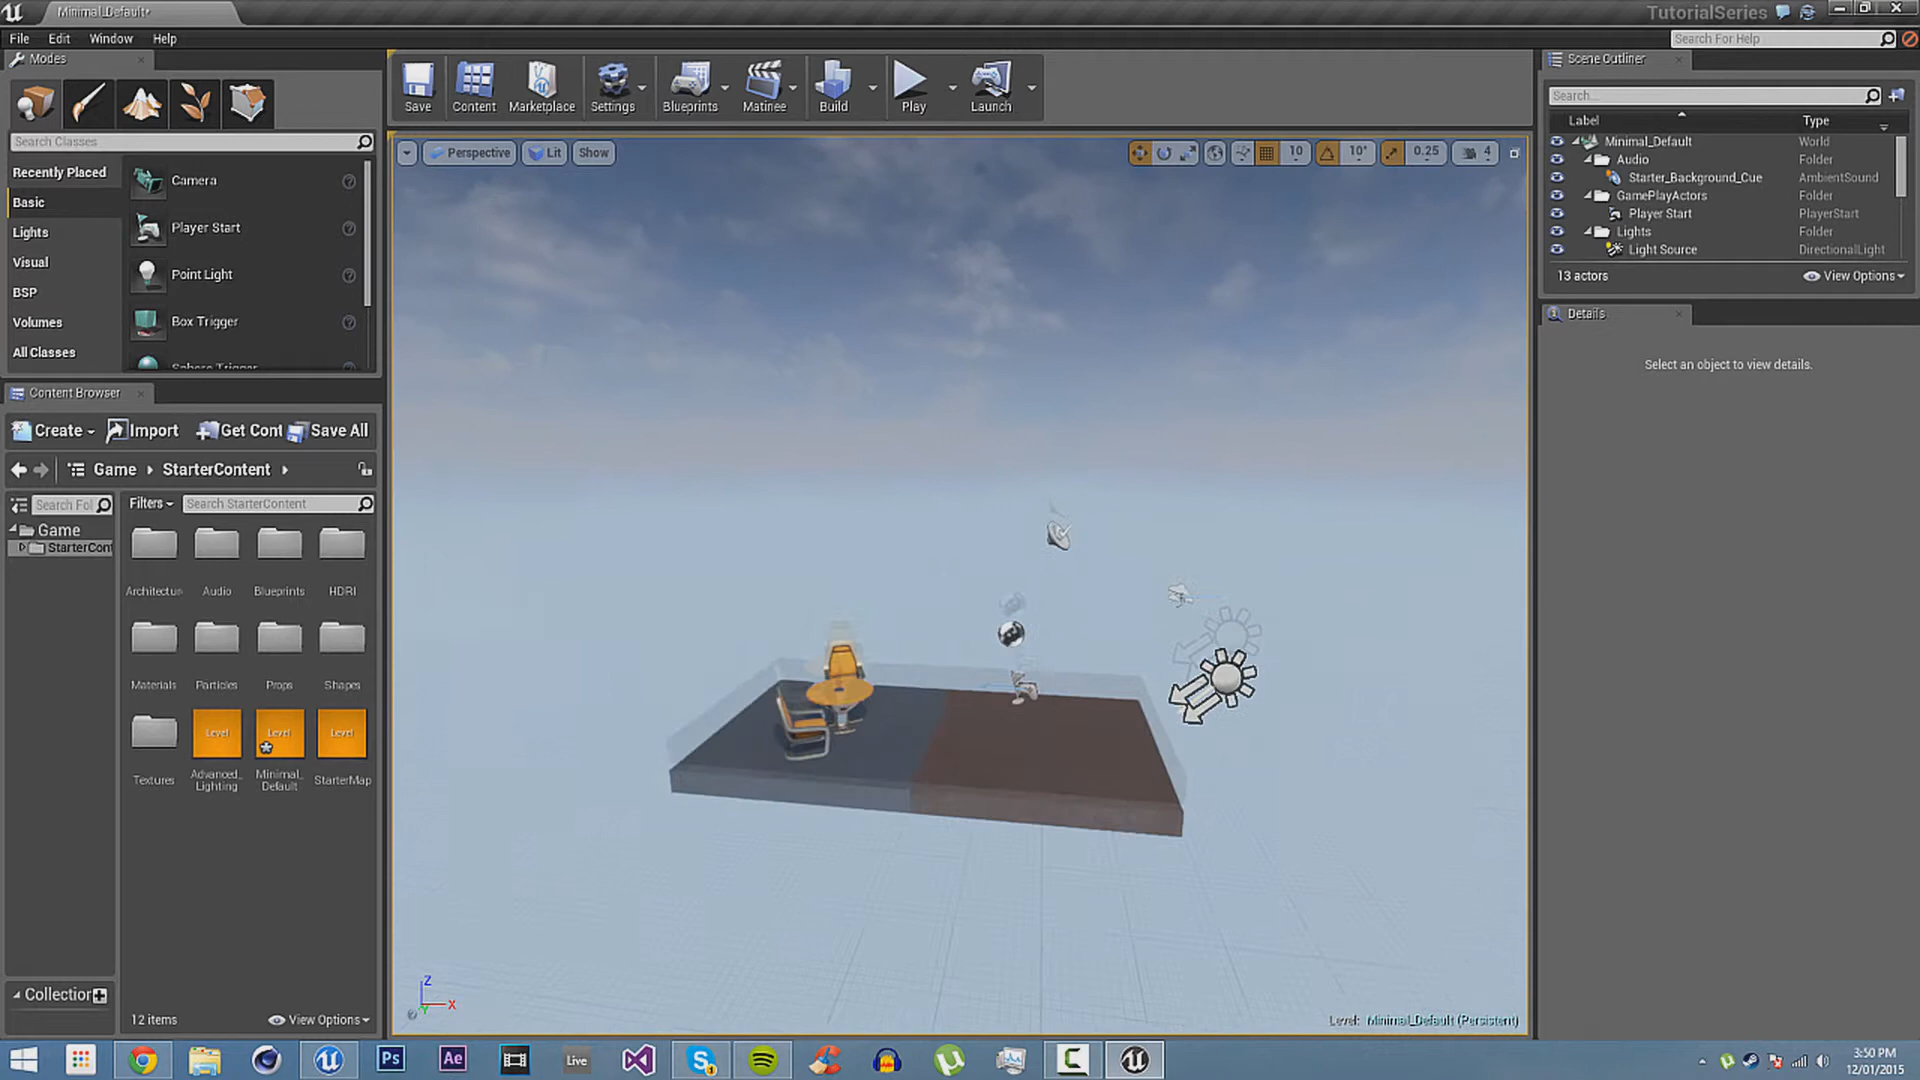 Minimal_Default*
TutorialSeries
File Edit Window Help
Search For Help
Modes
Search Classes
Recently Placed
Basic
Lights
Visual
BSP
Volumes
All Classes
Camera
Player Start
Point Light
Box Trigger
Sphere Trigger
Save Content Marketplace Settings Blueprints Matinee Build Play Launch
Perspective Lit Show
10 10° 0.25 4
Scene Outliner
Search...
Label Type
Minimal_Default World
Audio Folder
Starter_Background_Cue AmbientSound
GamePlayActors Folder
Player Start PlayerStart
Lights Folder
Light Source DirectionalLight
13 actors View Options
Details
Select an object to view details.
Content Browser
Create Import Get Cont Save All
Game StarterContent
Search Fol
Filters Search StarterContent
Game
StarterCont
Architectur Audio Blueprints HDRI
Materials Particles Props Shapes
Level Level Level
Textures Advanced_ Minimal_ StarterMap
Lighting Default
Collection
12 items View Options
Z
X
Y
Level: Minimal_Default (Persistent)
Ps Ae Live
3:50 PM
12/01/2015